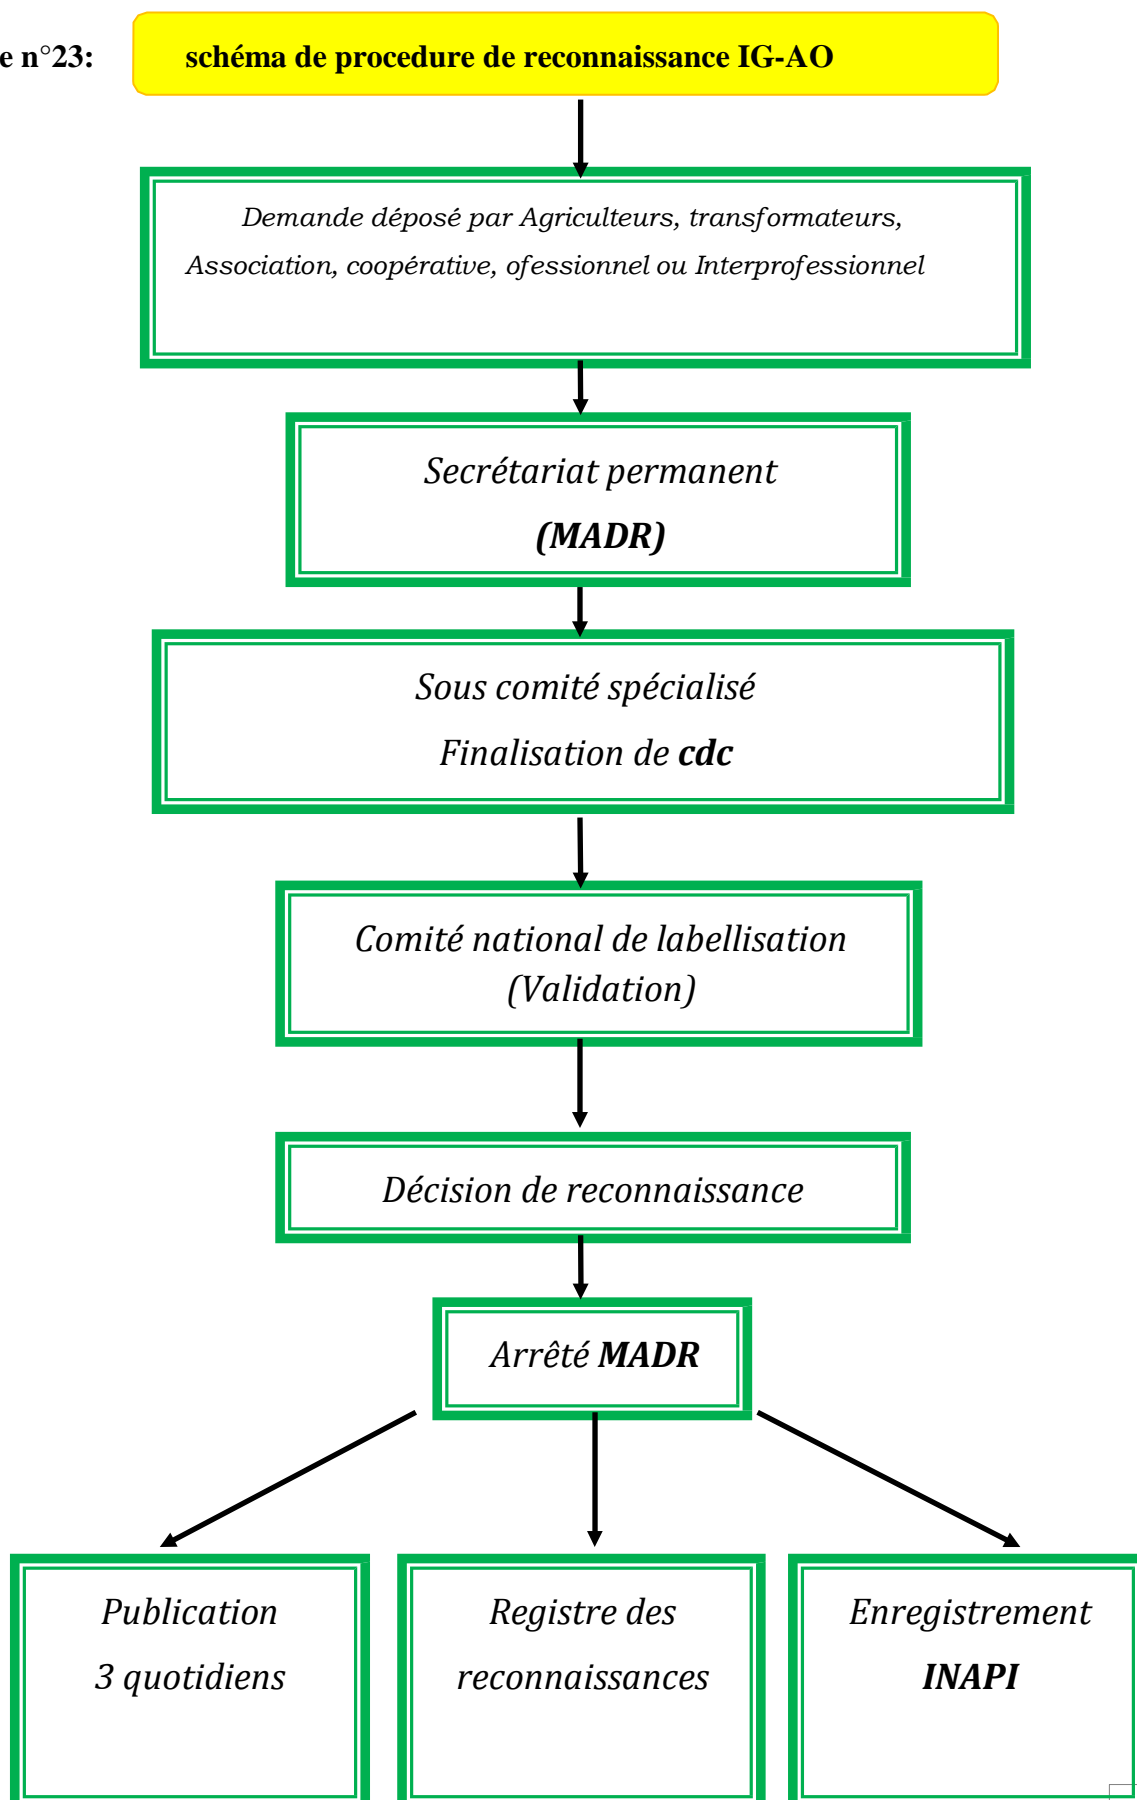 e n°23: schéma de procedure de reconnaissance IG-AO
Demande déposé par Agriculteurs, transformateurs,
Association, coopérative, ofessionnel ou Interprofessionnel
Secrétariat permanent
(MADR)
Sous comité spécialisé
Finalisation de cdc
Comité national de labellisation
(Validation)
Décision de reconnaissance
Arrêté MADR
Publication
3 quotidiens
Registre des
reconnaissances
Enregistrement
INAPI